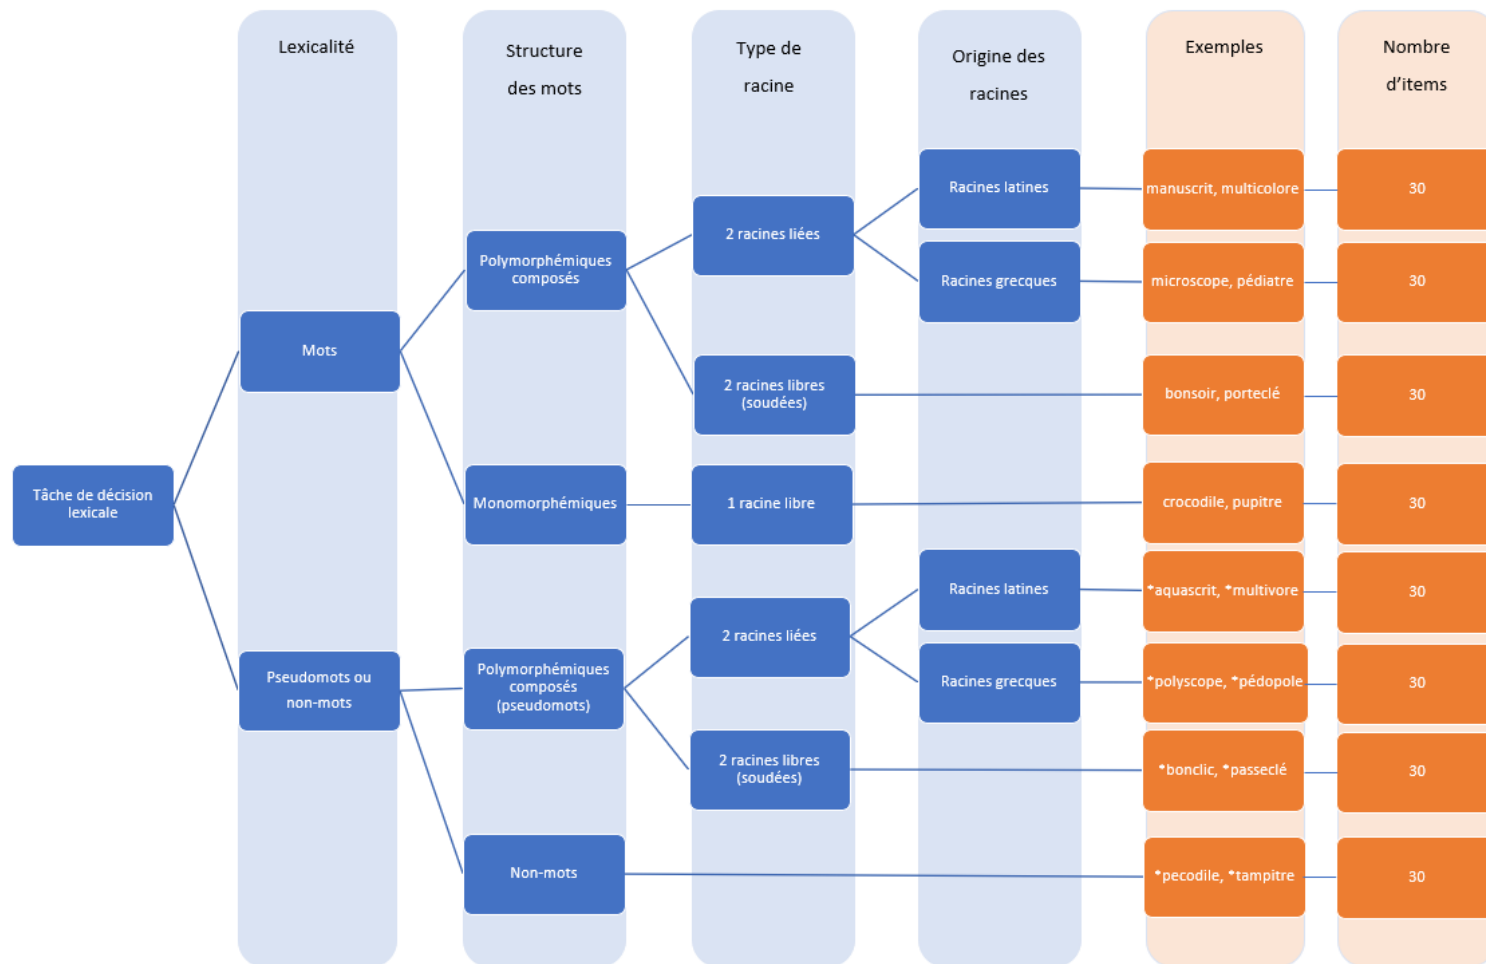 Lexicalité
Structure
des mots
Type de
racine
Origine des
racines
Exemples
Nombre
d'items
Tâche de décision
lexicale
Mots
Polymorphémiques
composés
2 racines liées
Racines latines
manuscrit, multicolore
30
Racines grecques
microscope, pédiatre
30
2 racines libres
(soudées)
bonsoir, porteclé
30
Monomorphémiques
1 racine libre
crocodile, pupitre
30
Pseudomots ou
non-mots
Polymorphémiques
composés
(pseudomots)
2 racines liées
Racines latines
*aquascrit, *multivore
30
Racines grecques
*polyscope, *pédopole
30
2 racines libres
(soudées)
*bonclic, *passeclé
30
Non-mots
*pecodile, *tampitre
30